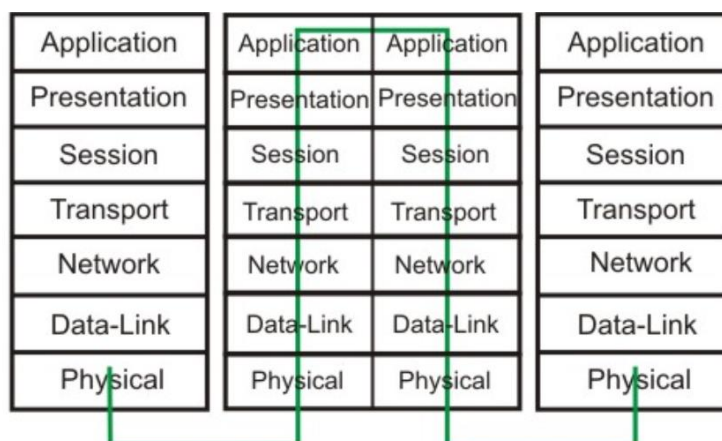 Application Application Application Application
Presentation Presentation Presentation Presentation
Session Session Session Session
Transport Transport Transport Transport
Network Network Network Network
Data-Link Data-Link Data-Link Data-Link
Physical Physical Physical Physical